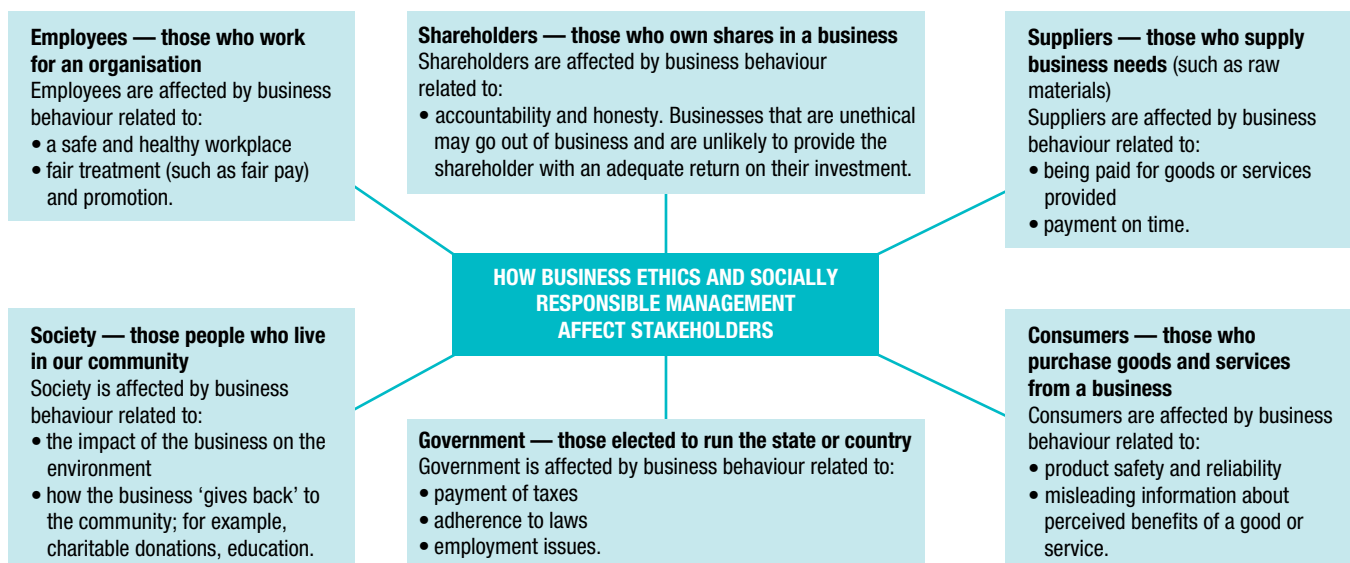 Employees — those who work
for an organisation
Employees are affected by business
behaviour related to:
• a safe and healthy workplace
• fair treatment (such as fair pay)
and promotion.
Shareholders — those who own shares in a business
Shareholders are affected by business behaviour
related to:
• accountability and honesty. Businesses that are unethical
may go out of business and are unlikely to provide the
shareholder with an adequate return on their investment.
Suppliers — those who supply
business needs (such as raw
materials)
Suppliers are affected by business
behaviour related to:
• being paid for goods or services
provided
• payment on time.
HOW BUSINESS ETHICS AND SOCIALLY
RESPONSIBLE MANAGEMENT
AFFECT STAKEHOLDERS
Society — those people who live
in our community
Society is affected by business
behaviour related to:
• the impact of the business on the
environment
• how the business ‘gives back’ to
the community; for example,
charitable donations, education.
Government — those elected to run the state or country
Government is affected by business behaviour related to:
• payment of taxes
• adherence to laws
• employment issues.
Consumers — those who
purchase goods and services
from a business
Consumers are affected by business
behaviour related to:
• product safety and reliability
• misleading information about
perceived benefits of a good or
service.